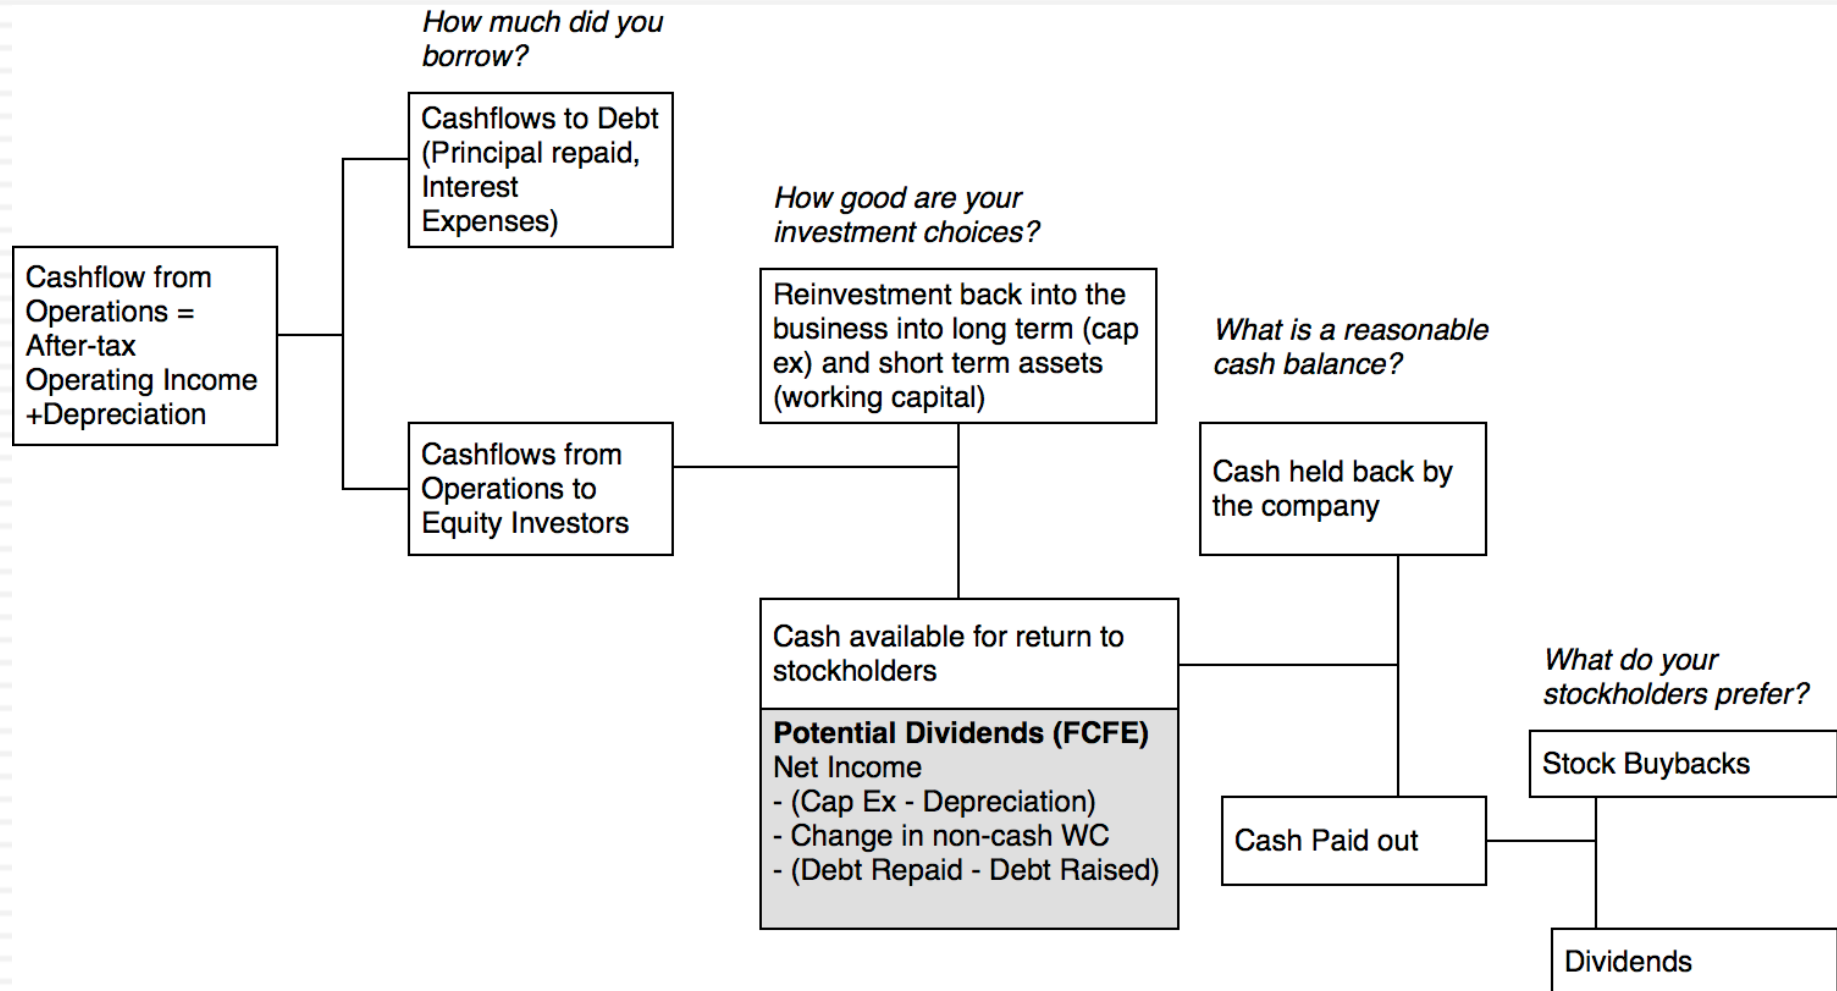 How much did you
borrow?
Cashflows to Debt
(Principal repaid,
Interest
Expenses)
How good are your
investment choices?
Cashflow from
Operations =
After-tax
Operating Income
+Depreciation
Reinvestment back into the
business into long term (cap
ex) and short term assets
(working capital)
What is a reasonable
cash balance?
Cashflows from
Operations to
Equity Investors
Cash held back by
the company
Cash available for return to
stockholders
What do your
stockholders prefer?
Potential Dividends (FCFE)
Net Income
- (Cap Ex - Depreciation)
- Change in non-cash WC
- (Debt Repaid - Debt Raised)
Stock Buybacks
Cash Paid out
Dividends